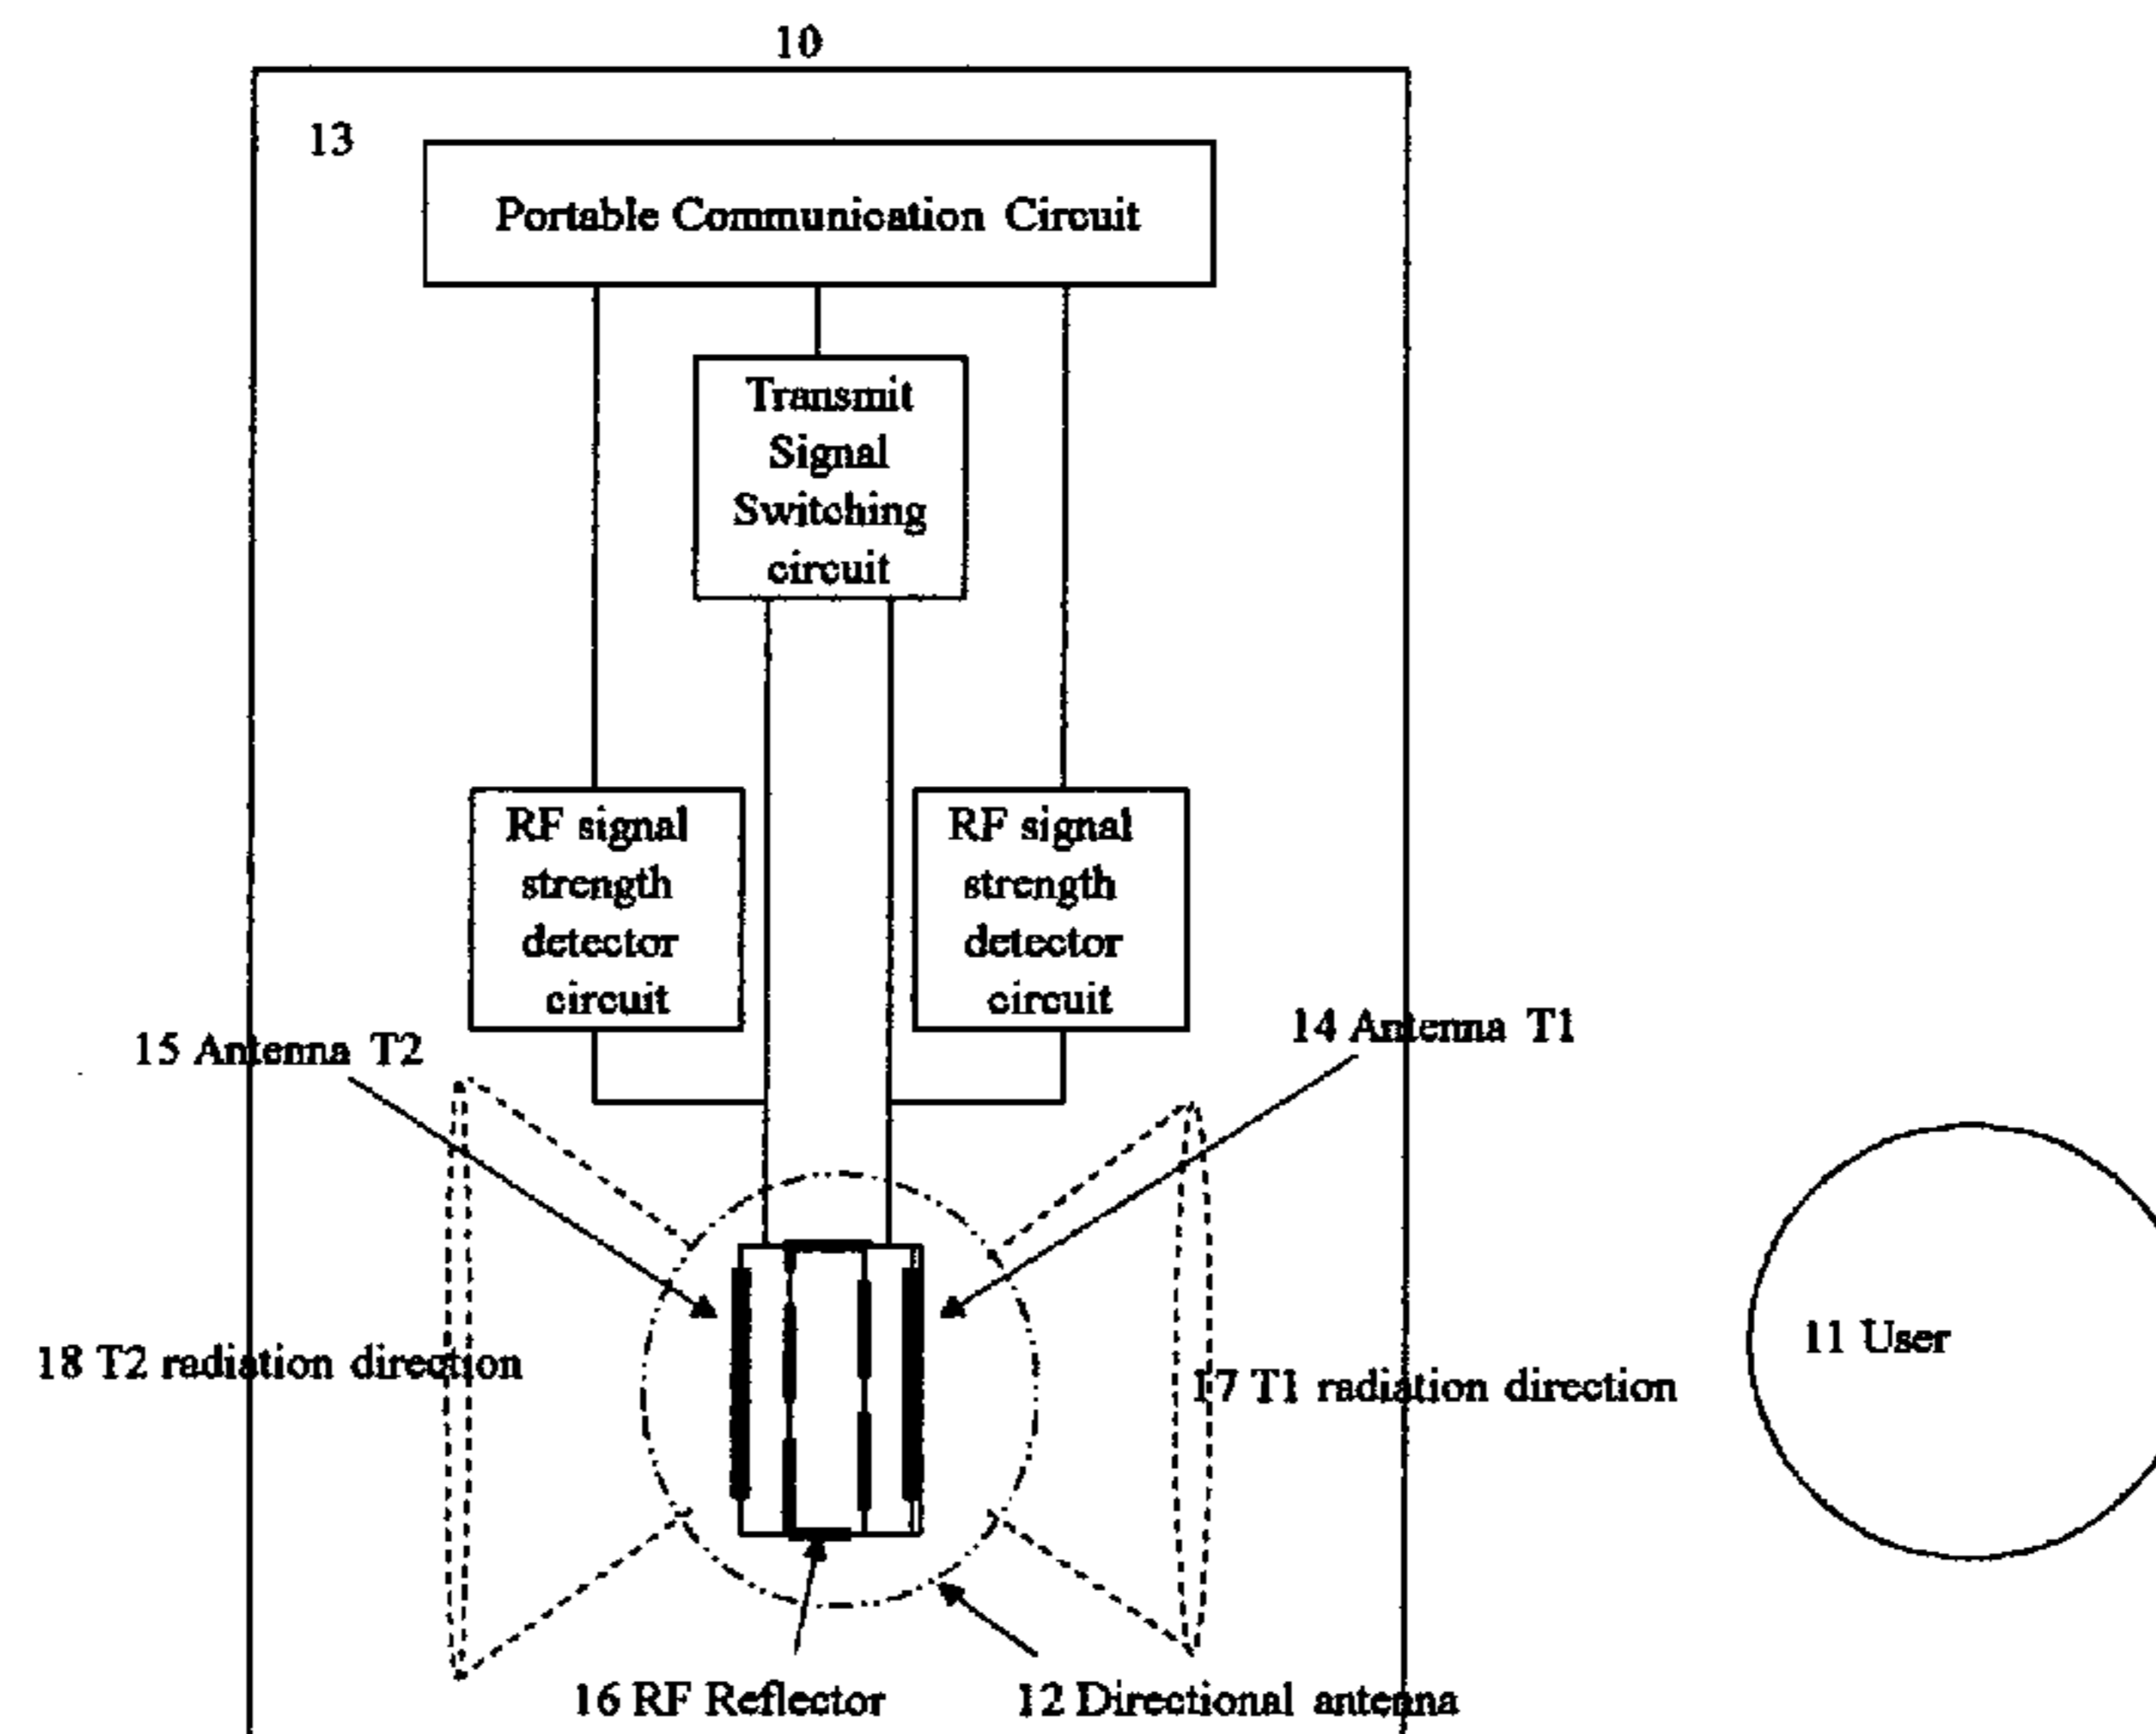 10
13
Portable Communication Circuit
Transmit
Signal
Switching
circuit
RF signal
strength
detector
circuit
RF signal
strength
detector
circuit
15 Antenna T2
14 Antenna T1
11 User
18 T2 radiation direction
17 T1 radiation direction
16 RF Reflector
12 Directional antenna